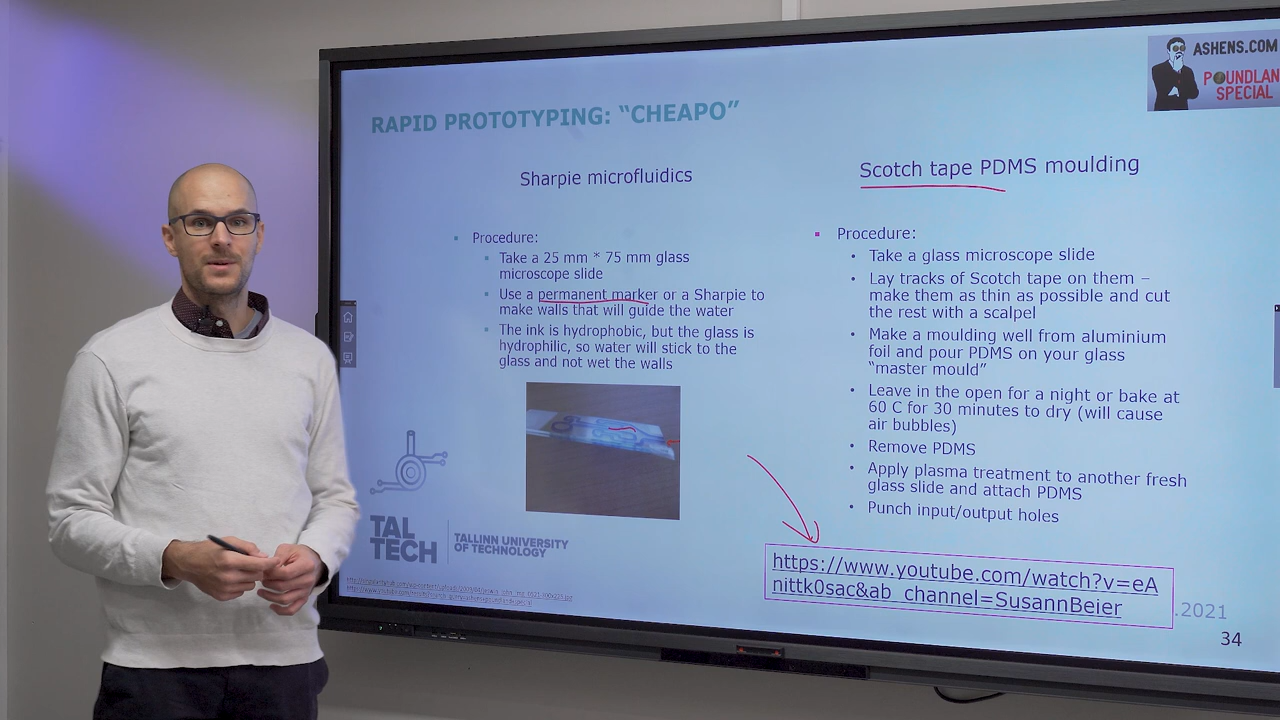 ASHENS.COM
POUNDLAN
SPECIAL
RAPID PROTOTYPING: “CHEAPO”
Sharpie microfluidics
Procedure:
Take a 25 mm * 75 mm glass
microscope slide
Use a permanent marker or a Sharpie to
make walls that will guide the water
The ink is hydrophobic, but the glass is
hydrophilic, so water will stick to the
glass and not wet the walls
Scotch tape PDMS moulding
Procedure:
Take a glass microscope slide
Lay tracks of Scotch tape on them –
make them as thin as possible and cut
the rest with a scalpel
Make a moulding well from aluminium
foil and pour PDMS on your glass
“master mould”
Leave in the open for a night or bake at
60 C for 30 minutes to dry (will cause
air bubbles)
Remove PDMS
Apply plasma treatment to another fresh
glass slide and attach PDMS
Punch input/output holes
https://www.youtube.com/watch?v=eA
nittk0sac&ab_channel=SusannBeier
TAL
TECH
TALLINN UNIVERSITY
OF TECHNOLOGY
.2021
34